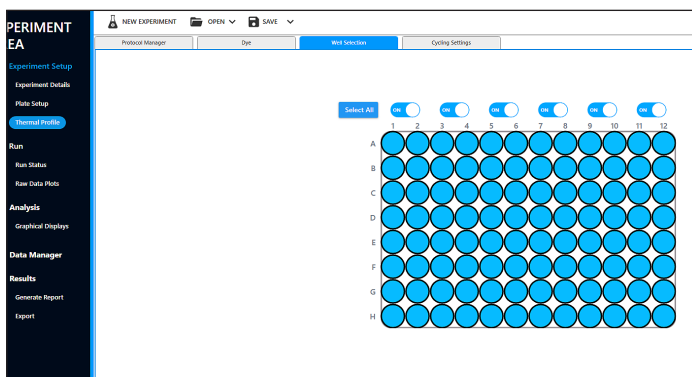 PERIMENT
EA
NEW EXPERIMENT OPEN SAVE
Protocol Manager Dye Well Selection Cycling Settings
Experiment Setup
Experiment Details
Plate Setup
Thermal Profile
Run
Run Status
Raw Data Plots
Analysis
Graphical Displays
Data Manager
Results
Generate Report
Export
Select All ON ON ON ON ON ON
1 2 3 4 5 6 7 8 9 10 11 12
A
B
C
D
E
F
G
H